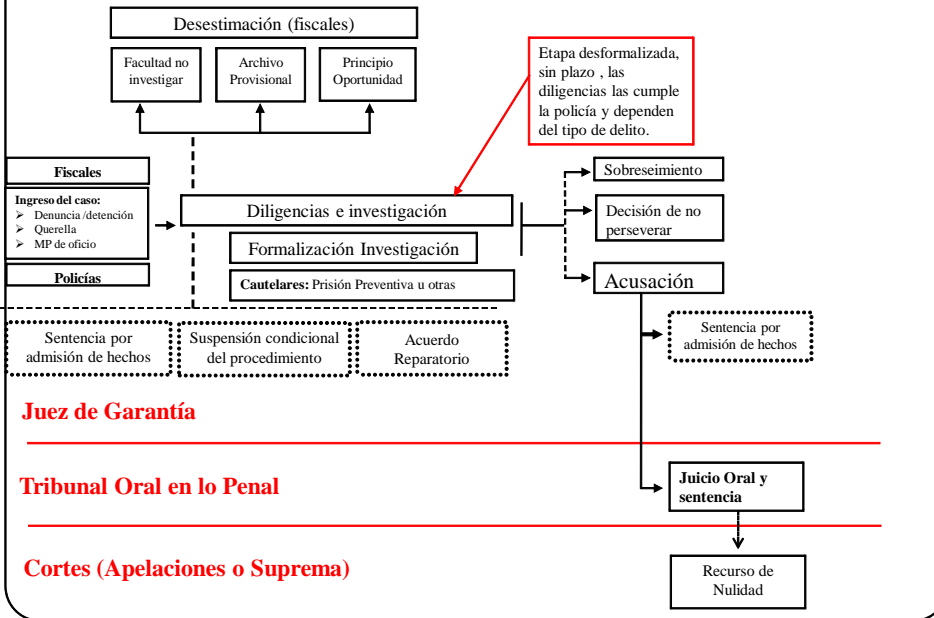 Desestimación (fiscales)
Facultad no
investigar
Archivo
Provisional
Principio
Oportunidad
Etapa desformalizada,
sin plazo , las
diligencias las cumple
la policía y dependen
del tipo de delito.
Fiscales
Ingreso del caso:
➢ Denuncia /detención
➢ Querella
➢ MP de oficio
Policías
Diligencias e investigación
Formalización Investigación
Cautelares: Prisión Preventiva u otras
Sobreseimiento
Decisión de no
perseverar
Acusación
Sentencia por
admisión de hechos
Suspensión condicional
del procedimiento
Acuerdo
Reparatorio
Sentencia por
admisión de hechos
Juez de Garantía
Tribunal Oral en lo Penal
Juicio Oral y
sentencia
Cortes (Apelaciones o Suprema)
Recurso de
Nulidad